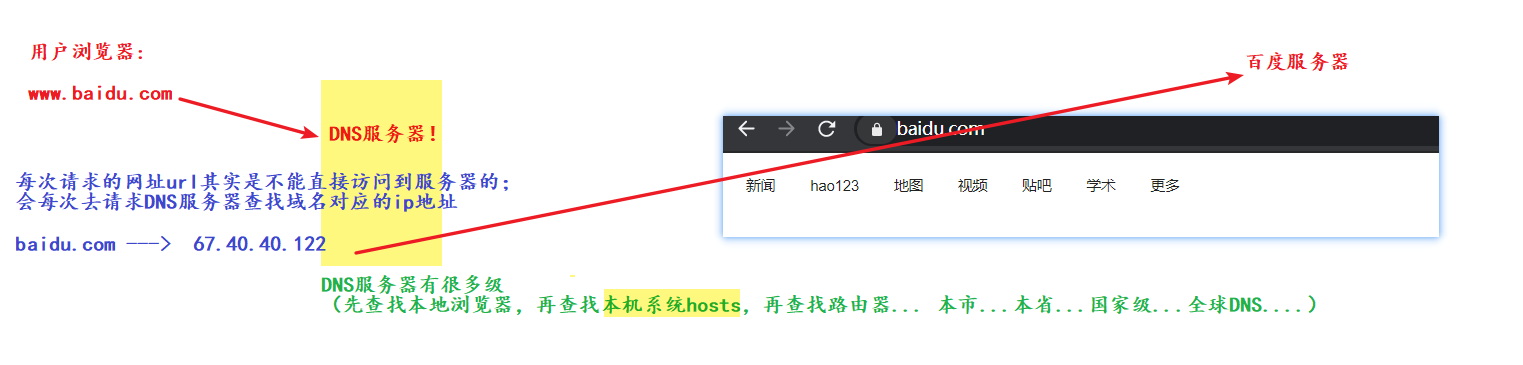 用户浏览器：
百度服务器
www.baidu.com
DNS服务器！
baidu.com
每次请求的网址url其实是不能直接访问到服务器的；
会每次去请求DNS服务器查找域名对应的ip地址
新闻 hao123 地图 视频 贴吧 学术 更多
baidu.com ---> 67.40.40.122
DNS服务器有很多级
（先查找本地浏览器，再查找本机系统hosts，再查找路由器... 本市...本省...国家级...全球DNS....）